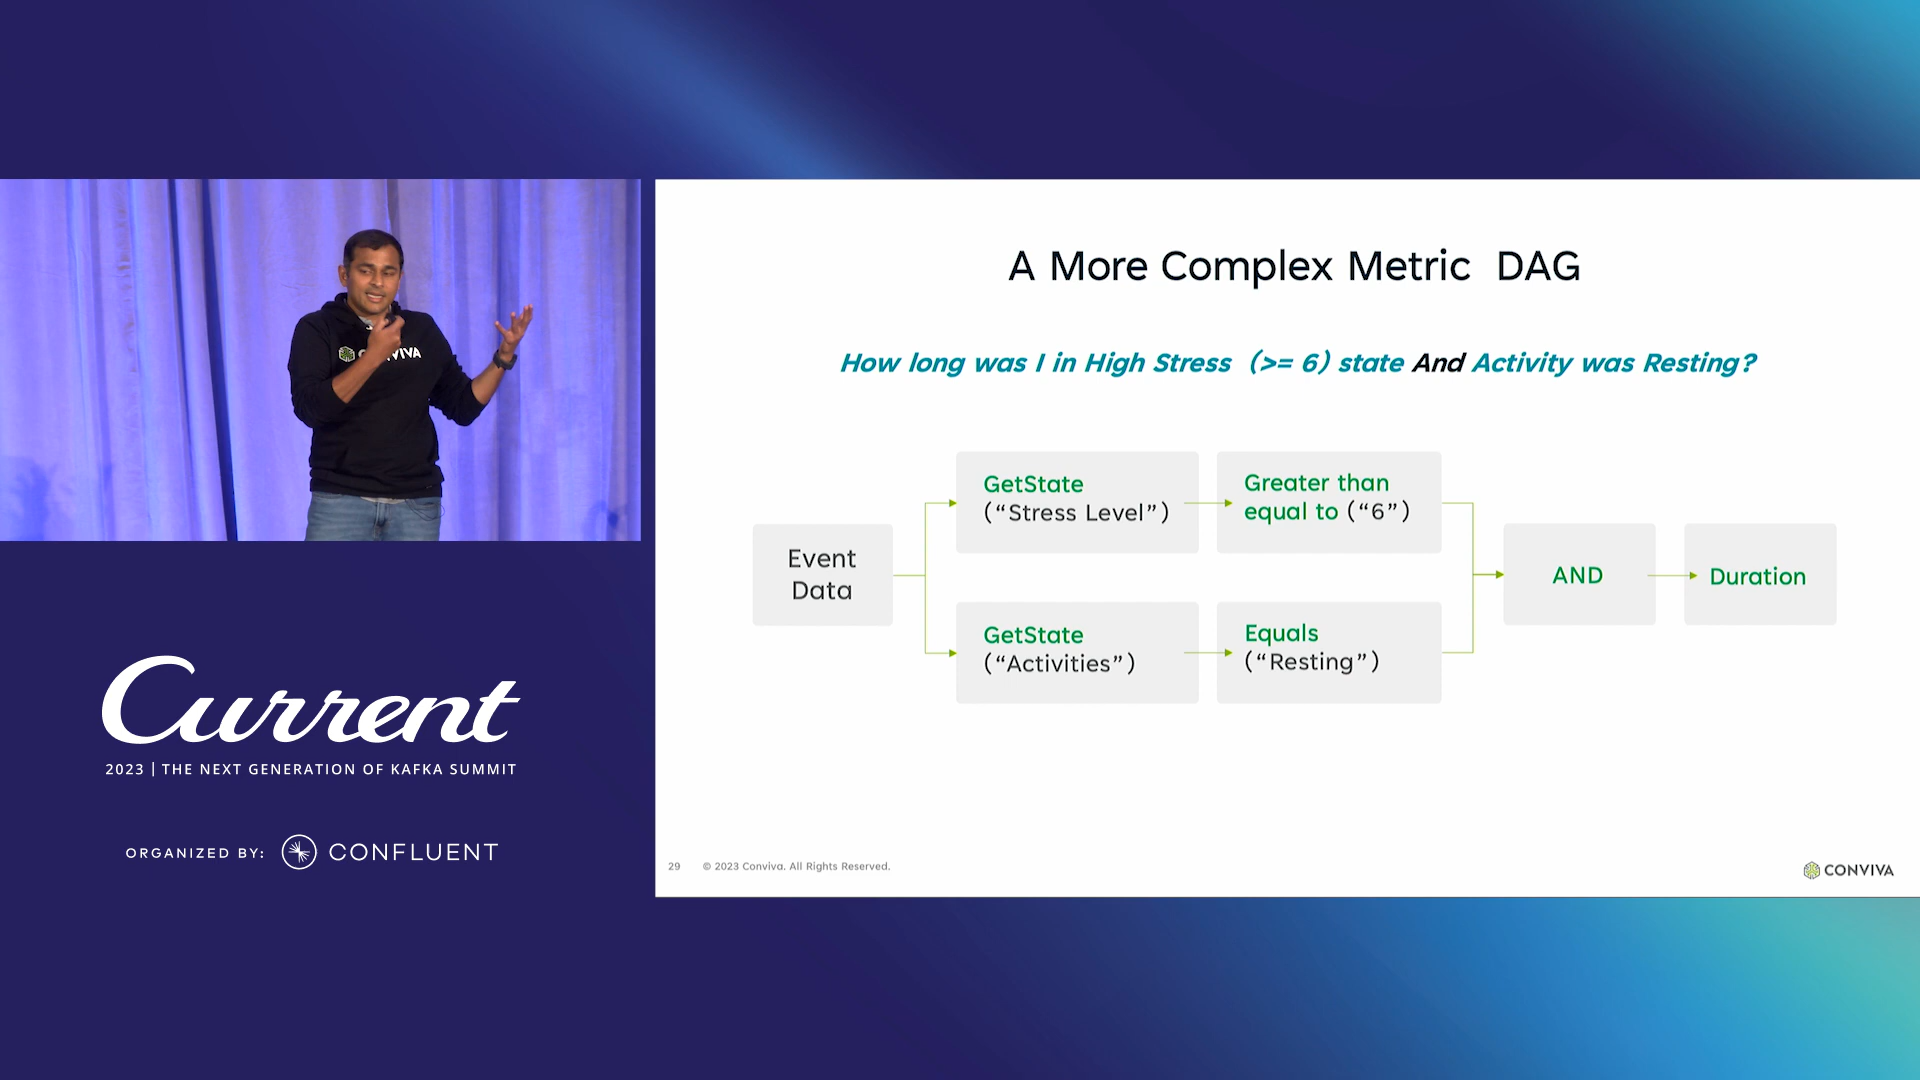 A More Complex Metric DAG
How long was I in High Stress (>= 6) state And Activity was Resting?
Event
Data
GetState
(“Stress Level”)
Greater than
equal to (“6”)
GetState
(“Activities”)
Equals
(“Resting”)
AND
Duration
29 © 2023 Conviva. All Rights Reserved.
CONVIVA
Current
2023 | THE NEXT GENERATION OF KAFKA SUMMIT
ORGANIZED BY: CONFLUENT